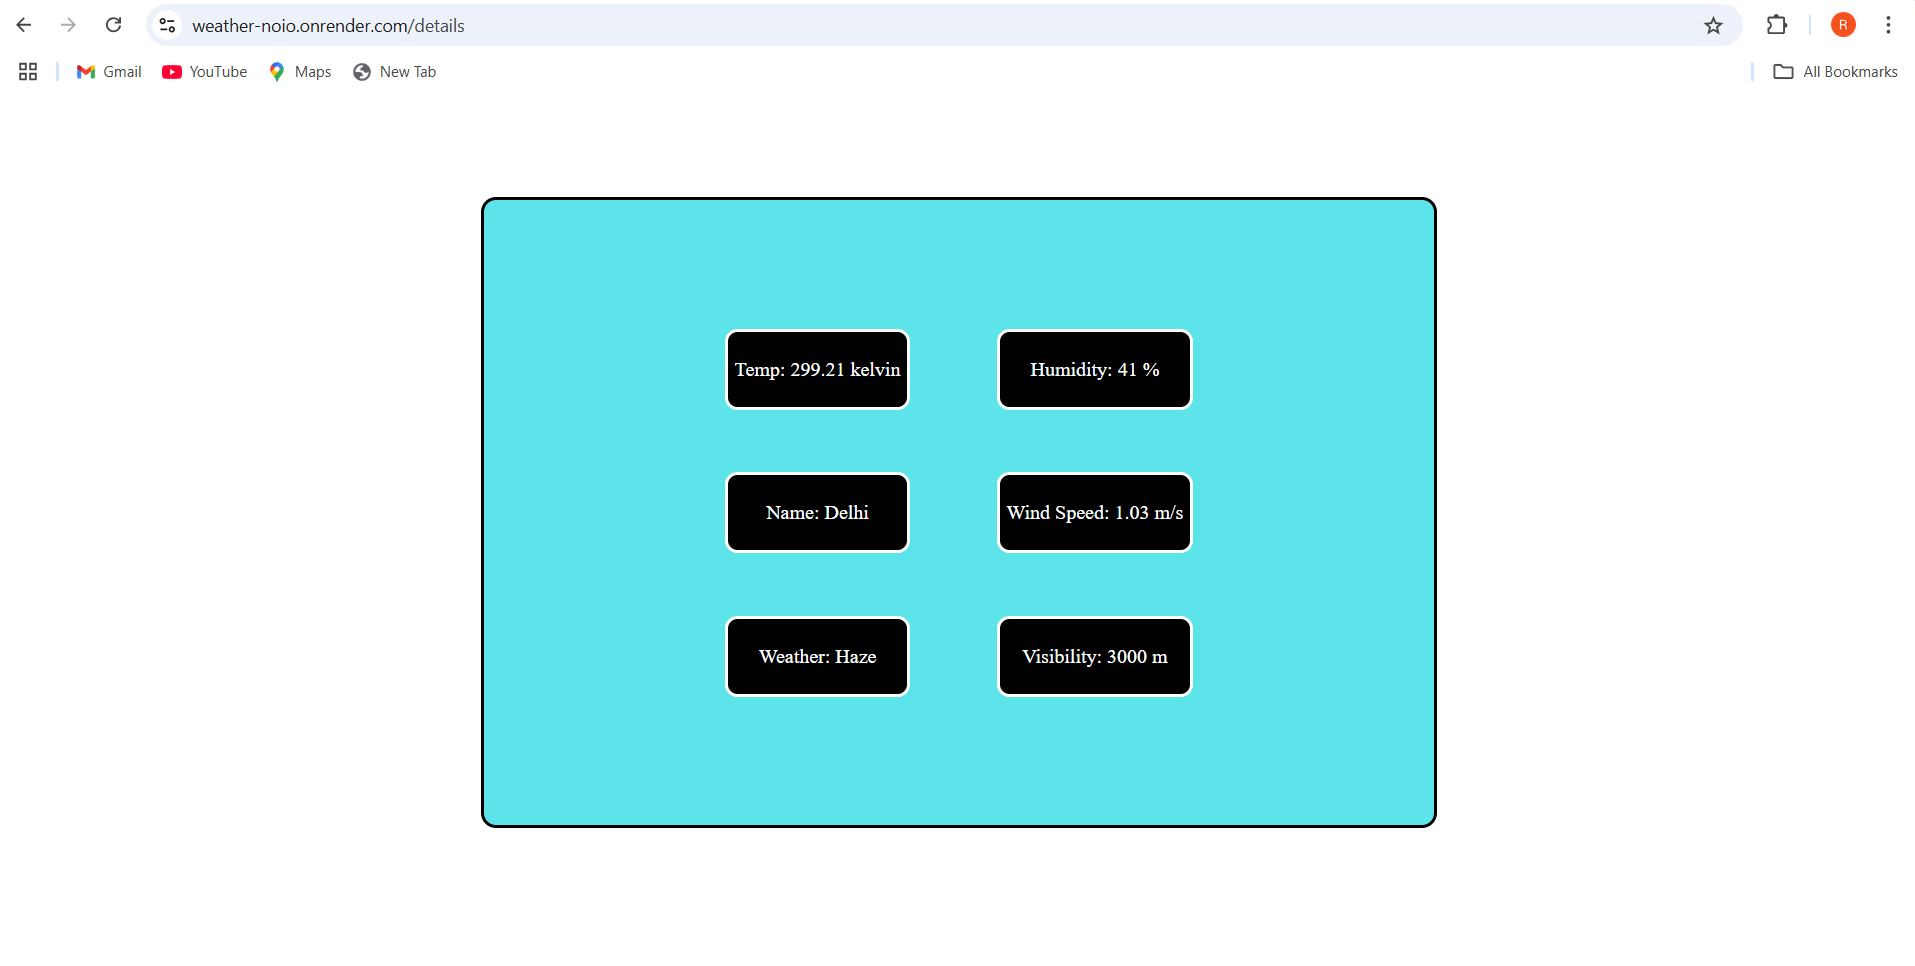 weather-noio.onrender.com/details
R
Gmail YouTube Maps New Tab All Bookmarks
Temp: 299.21 kelvin Humidity: 41 %
Name: Delhi Wind Speed: 1.03 m/s
Weather: Haze Visibility: 3000 m